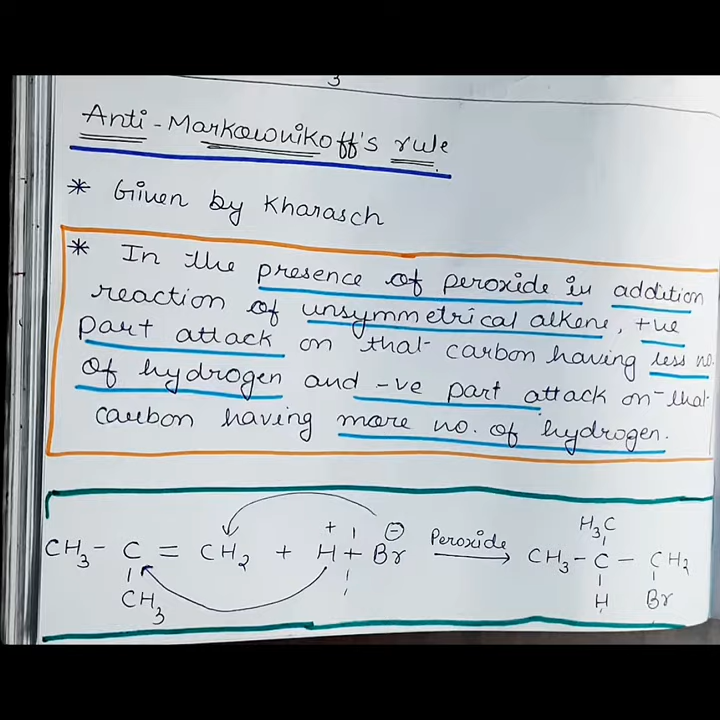 3
Anti-Markownikoff's rule
* Given by Kharasch
* In the presence of peroxide in addition
reaction of unsymmetrical alkene, +ve
part attack on that carbon having less no.
of hydrogen and -ve part attack on that
carbon having more no. of hydrogen.
H₃C
+ ⊖
CH₃ - C = CH₂ + H + Br Peroxide → CH₃ - C - CH₂
CH₃ H Br